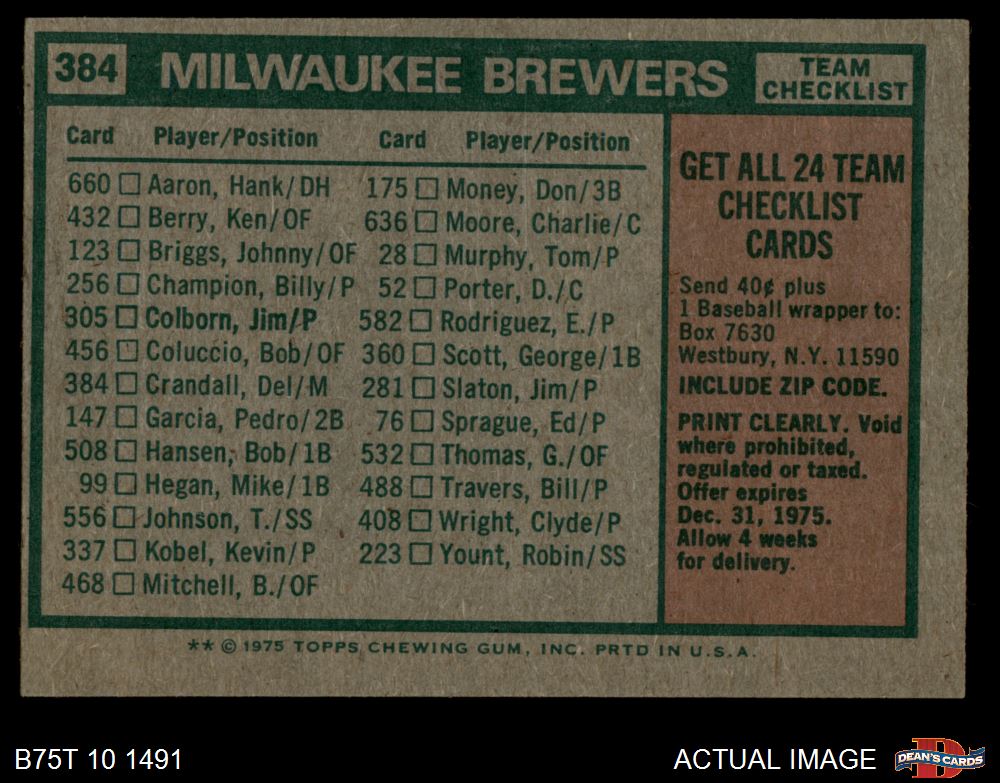 384 MILWAUKEE BREWERS TEAM CHECKLIST
Card Player/Position
660 Aaron, Hank/DH
432 Berry, Ken/OF
123 Briggs, Johnny/OF
256 Champion, Billy/P
305 Colborn, Jim/P
456 Coluccio, Bob/OF
384 Crandall, Del/M
147 Garcia, Pedro/2B
508 Hansen, Bob/1B
99 Hegan, Mike/1B
556 Johnson, T./SS
337 Kobel, Kevin/P
468 Mitchell, B./OF
Card Player/Position
175 Money, Don/3B
636 Moore, Charlie/C
28 Murphy, Tom/P
52 Porter, D./C
582 Rodriguez, E./P
360 Scott, George/1B
281 Slaton, Jim/P
76 Sprague, Ed/P
532 Thomas, G./OF
488 Travers, Bill/P
408 Wright, Clyde/P
223 Yount, Robin/SS
GET ALL 24 TEAM
CHECKLIST
CARDS
Send 40¢ plus
1 Baseball wrapper to:
Box 7630
Westbury, N.Y. 11590
INCLUDE ZIP CODE.
PRINT CLEARLY. Void
where prohibited,
regulated or taxed.
Offer expires
Dec. 31, 1975.
Allow 4 weeks
for delivery.
** © 1975 TOPPS CHEWING GUM, INC. PRTD IN U.S.A.
B75T 10 1491
ACTUAL IMAGE
D
DEAN'S CARDS